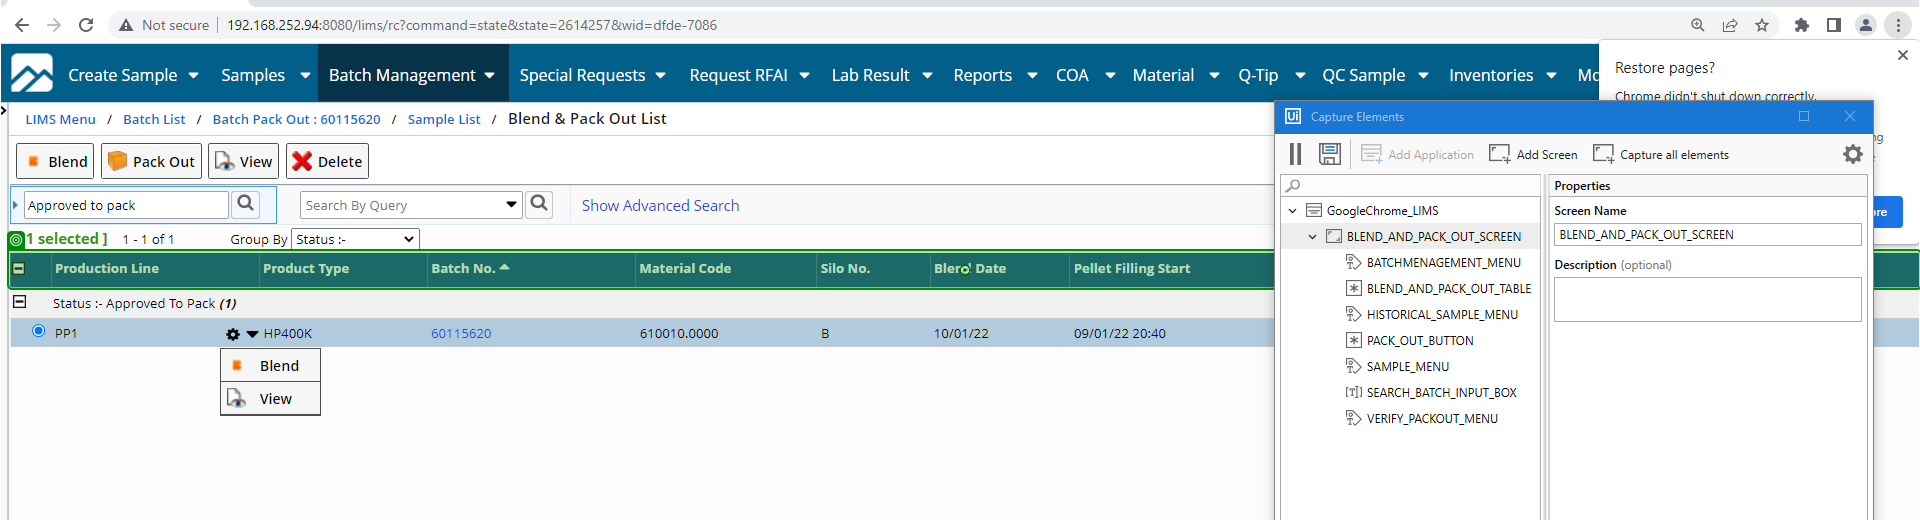 Not secure
192.168.252.94:8080/lims/rc?command=state&state=2614257&wid=dfde-7086
Create Sample Samples Batch Management Special Requests Request RFAI Lab Result Reports COA Material Q-Tip QC Sample Inventories Mo
Restore pages?
Chrome didn't shut down correctly.
LIMS Menu / Batch List / Batch Pack Out : 60115620 / Sample List / Blend & Pack Out List
Blend Pack Out View Delete
Approved to pack
Search By Query
Show Advanced Search
1 selected ] 1 - 1 of 1 Group By Status :-
Production Line Product Type Batch No. Material Code Silo No. Blend Date Pellet Filling Start
Status :- Approved To Pack (1)
PP1 HP400K 60115620 610010.0000 B 10/01/22 09/01/22 20:40
Blend
View
Ui Capture Elements
Add Application Add Screen Capture all elements
GoogleChrome_LIMS
BLEND_AND_PACK_OUT_SCREEN
BATCHMENAGEMENT_MENU
BLEND_AND_PACK_OUT_TABLE
HISTORICAL_SAMPLE_MENU
PACK_OUT_BUTTON
SAMPLE_MENU
SEARCH_BATCH_INPUT_BOX
VERIFY_PACKOUT_MENU
Properties
Screen Name
BLEND_AND_PACK_OUT_SCREEN
Description (optional)
ng
re